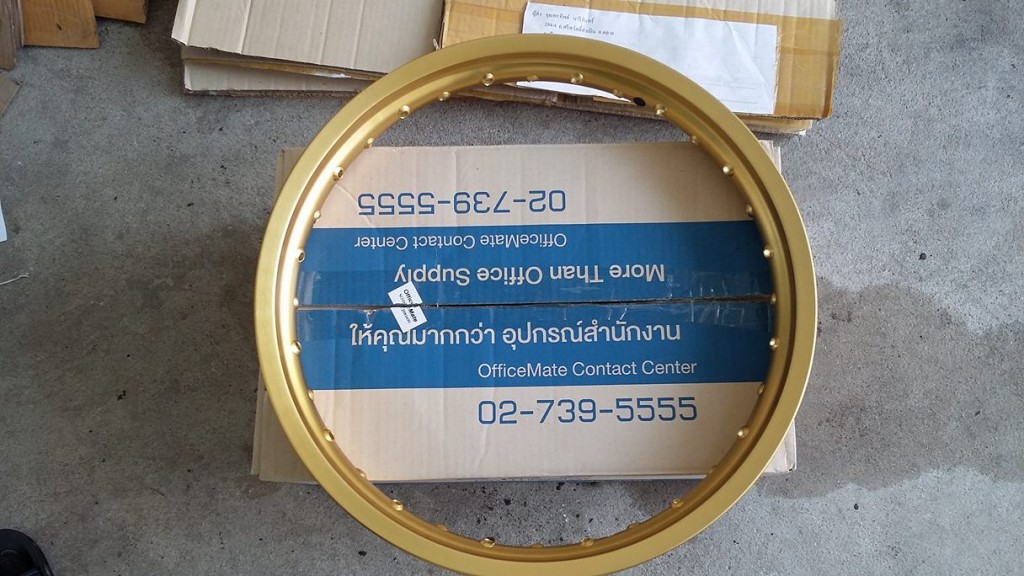 02-739-5555
OfficeMate Contact Center
More Than Office Supply
Office Mate
ให้คุณมากกว่า อุปกรณ์สำนักงาน
OfficeMate Contact Center
02-739-5555